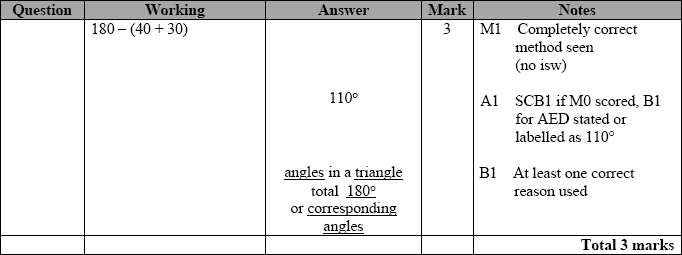 Question Working Answer Mark Notes
180 – (40 + 30) 3 M1 Completely correct
method seen
(no isw)
110° A1 SCB1 if M0 scored, B1
for AED stated or
labelled as 110°
angles in a triangle B1 At least one correct
total 180° reason used
or corresponding
angles
Total 3 marks